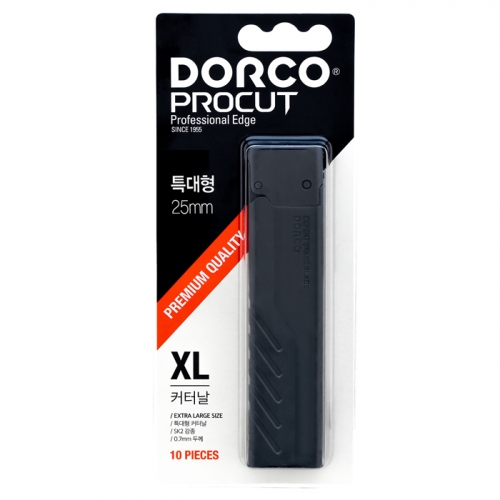 DORCO®
PROCUT
Professional Edge
SINCE 1955
특대형
25mm
PREMIUM QUALITY
DORCO
XL
커터날
/ EXTRA LARGE SIZE
/ 특대형 커터날
/ SK2 강종
/ 0.7mm 두께
10 PIECES